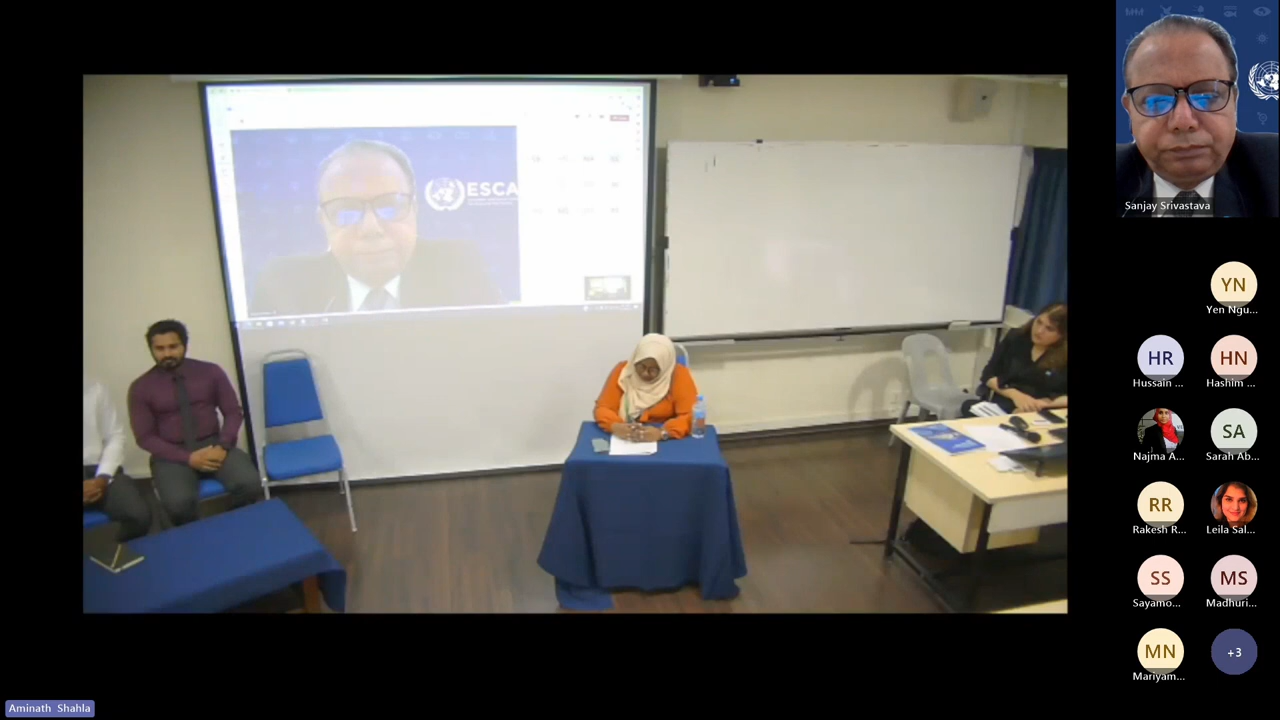 ESCA
Sanjay Srivastava
YN
Yen Ngu...
HR
HN
Hussain ...
Hashim ...
SA
Najma A...
Sarah Ab...
RR
Rakesh R...
Leila Sal...
SS
MS
Sayamo...
Madhuri...
MN
+3
Mariyam...
Aminath Shahla